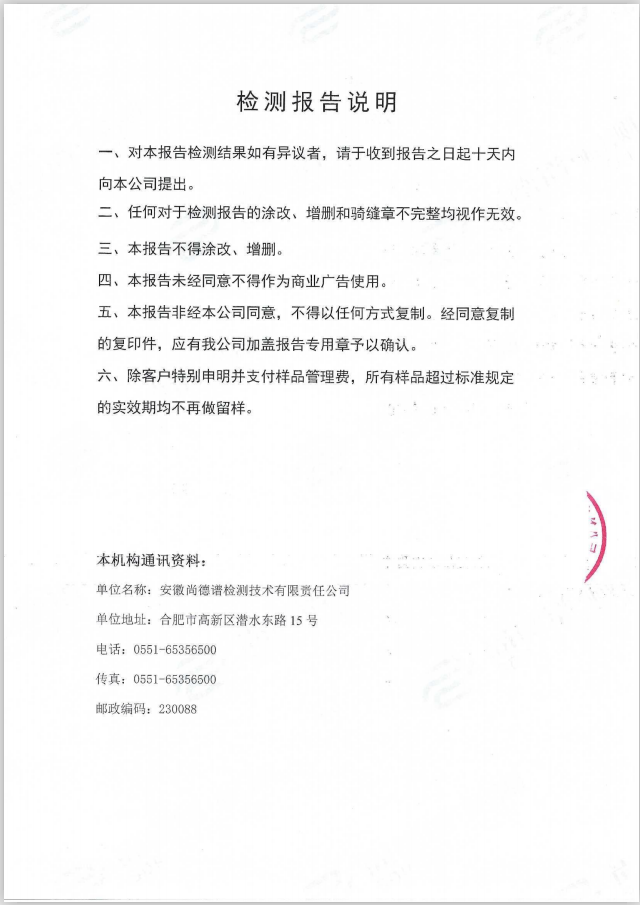 检测报告说明
一、对本报告检测结果如有异议者，请于收到报告之日起十天内
向本公司提出。
二、任何对于检测报告的涂改、增删和骑缝章不完整均视作无效。
三、本报告不得涂改、增删。
四、本报告未经同意不得作为商业广告使用。
五、本报告非经本公司同意，不得以任何方式复制。经同意复制
的复印件，应有我公司加盖报告专用章予以确认。
六、除客户特别申明并支付样品管理费，所有样品超过标准规定
的实效期均不再做留样。
本机构通讯资料：
单位名称：安徽尚德谱检测技术有限责任公司
单位地址：合肥市高新区潜水东路 15 号
电话：0551-65356500
传真：0551-65356500
邮政编码：230088